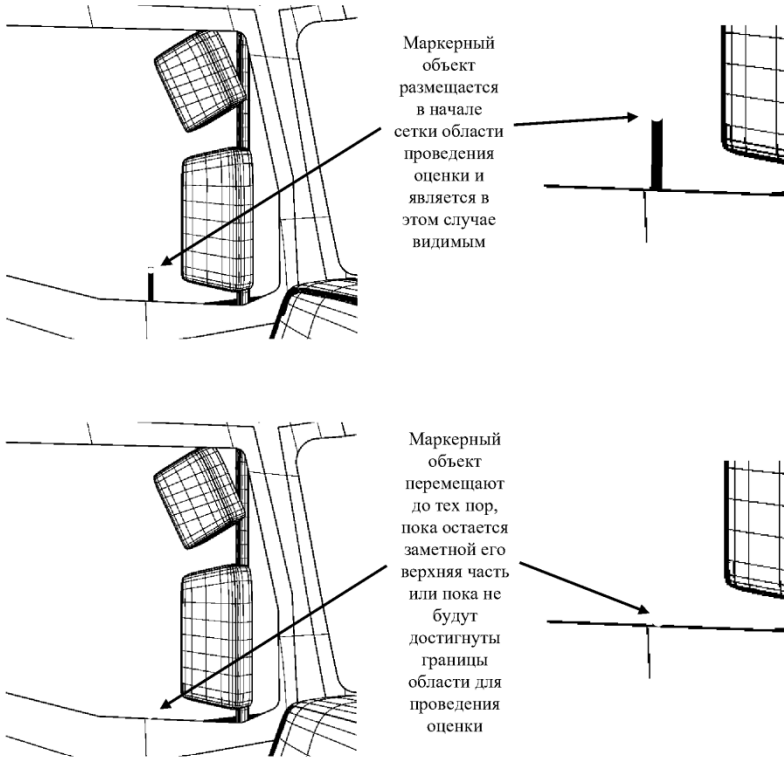 Маркерный
объект
размещается
в начале
сетки области
проведения
оценки и
является в
этом случае
видимым
Маркерный
объект
перемещают
до тех пор,
пока остается
заметной его
верхняя часть
или пока не
будут
достигнуты
границы
области для
проведения
оценки